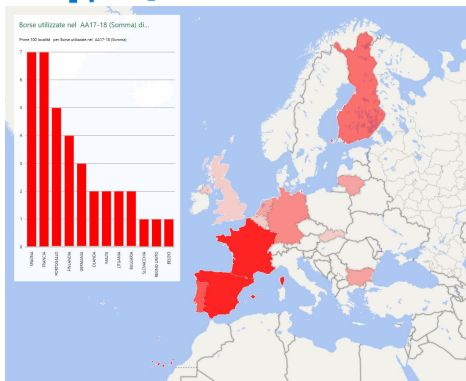 Borse utilizzate nel AA17-18 (Somma) di...
Prime 100 località per Borse utilizzate nel AA17-18 (Somma)
7
6
5
4
3
2
1
0
SPAGNA
FRANCIA
PORTOGALLO
FINLANDIA
GERMANIA
OLANDA
LITUANIA
BULGARIA
SLOVACCHIA
REGNO UNITO
BELGIO